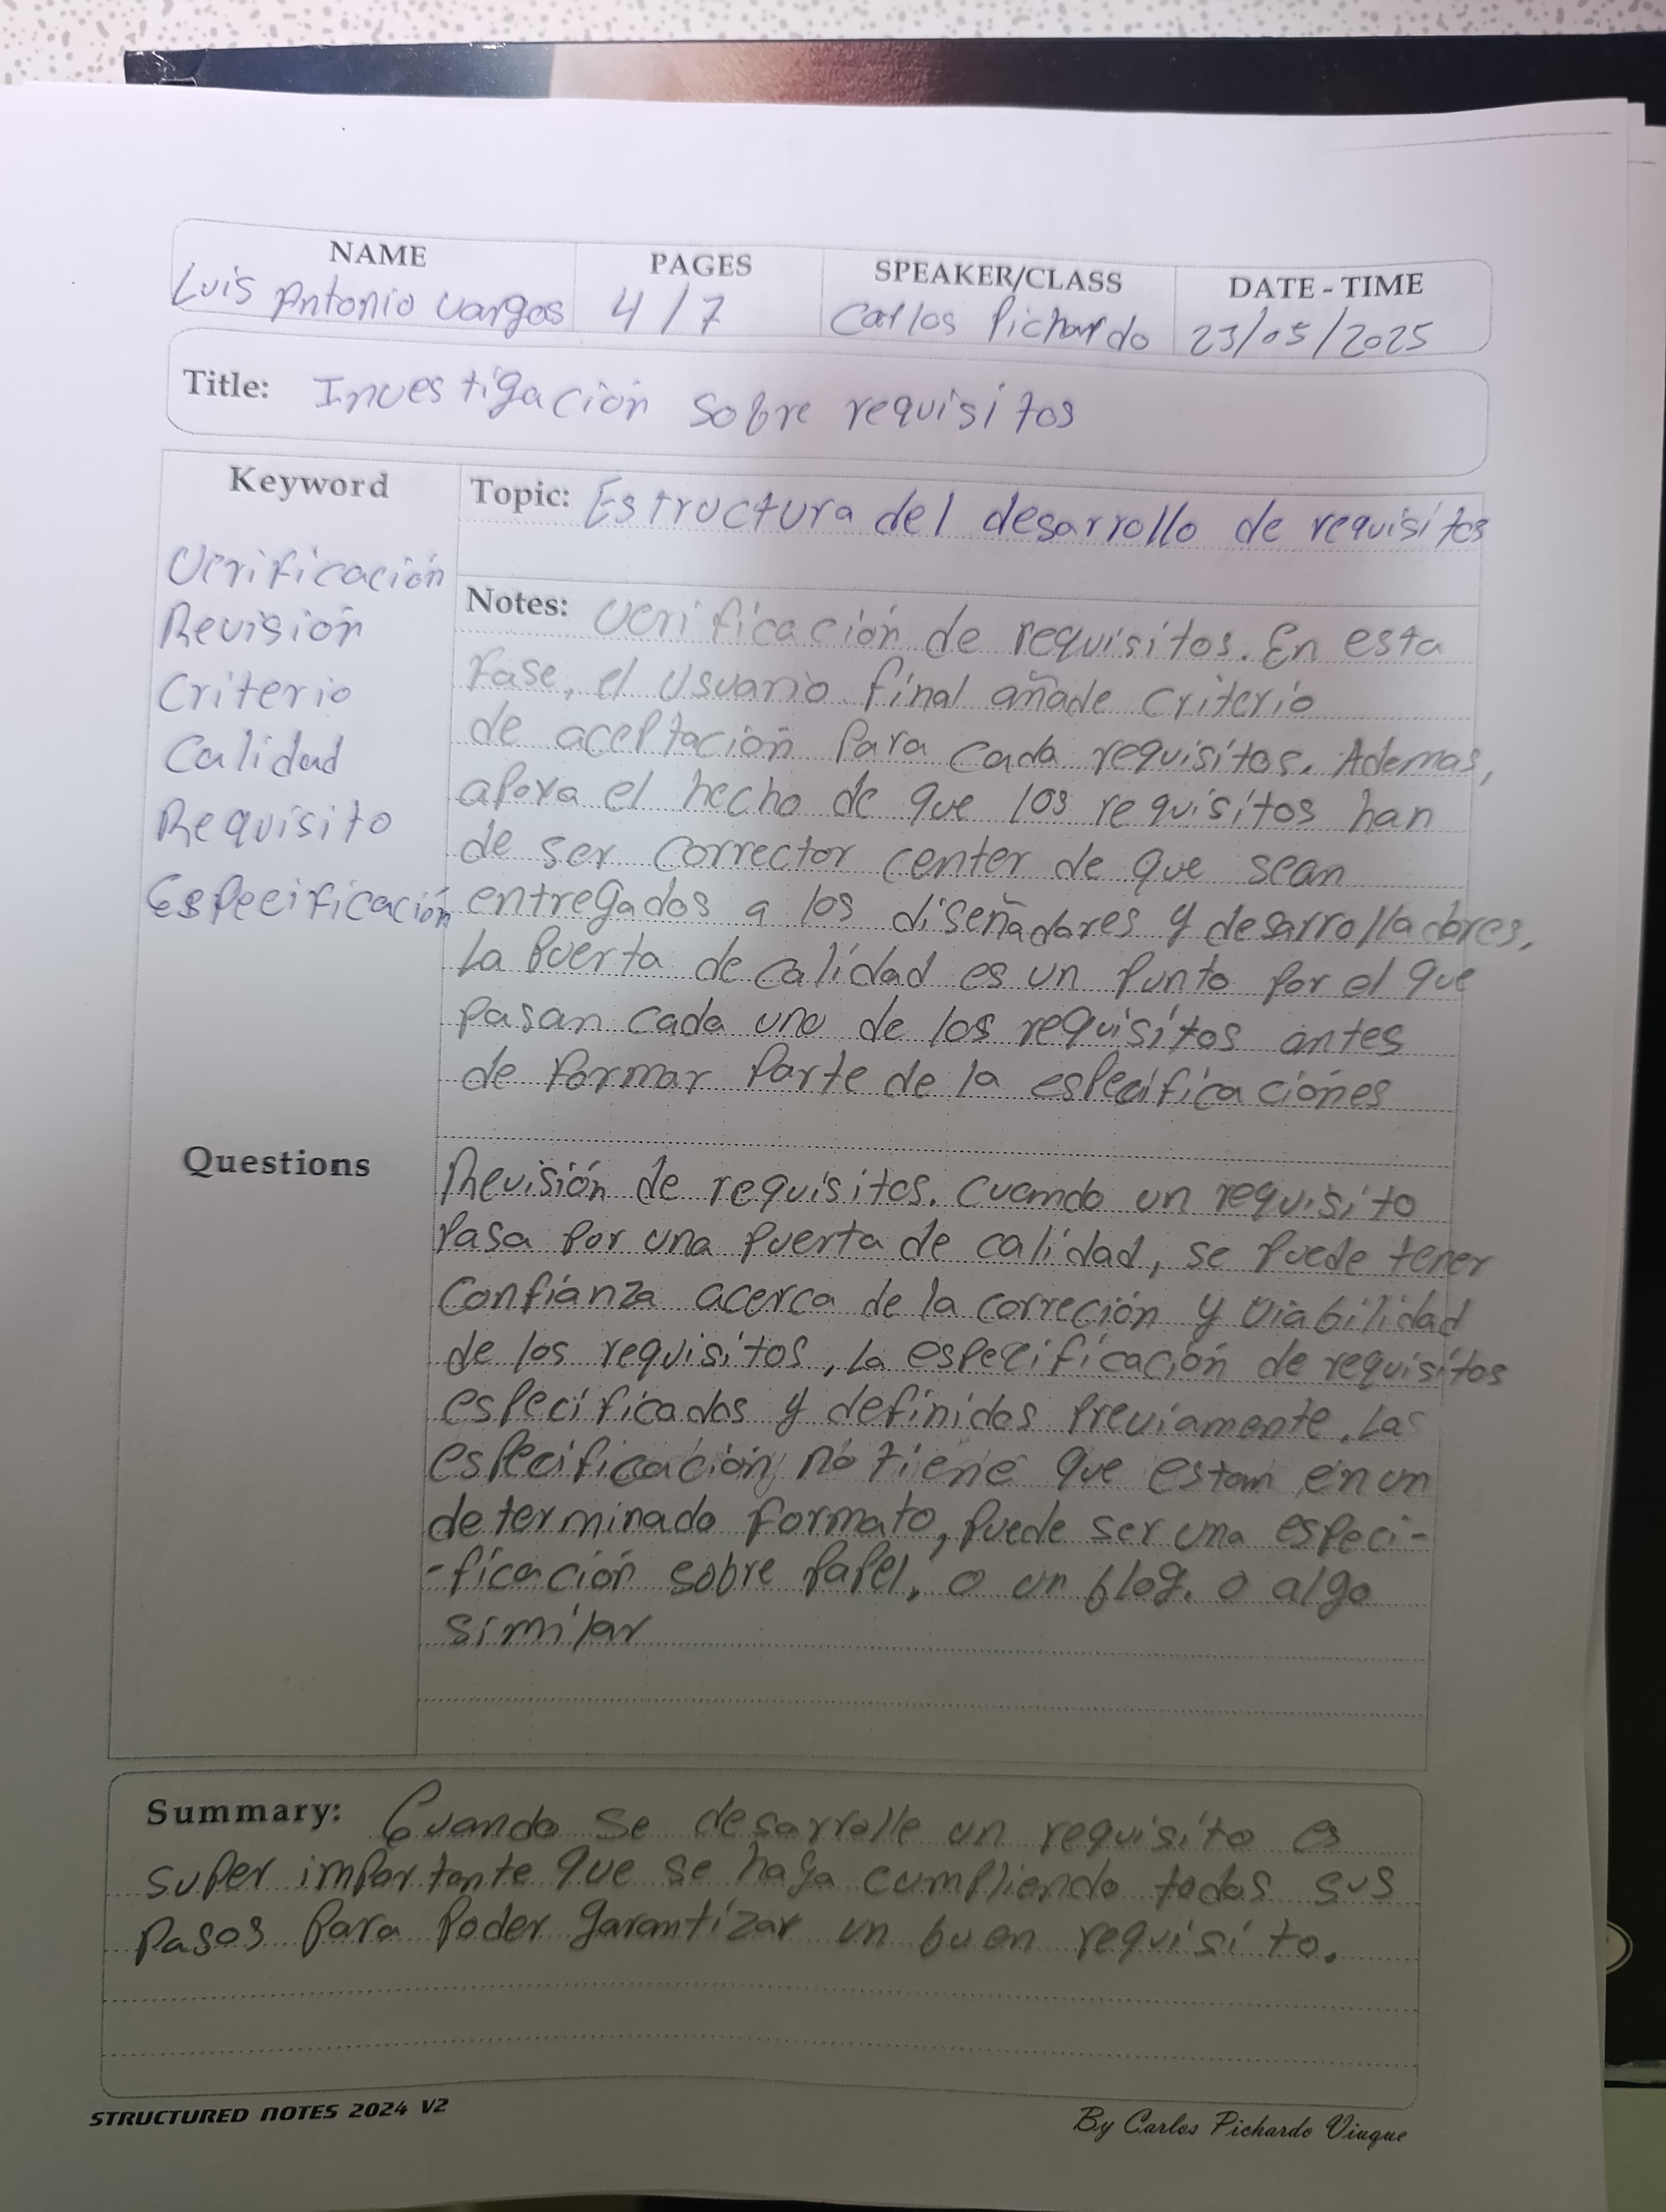 NAME
PAGES
SPEAKER/CLASS
DATE-TIME
Luis Antonio Vargas
4/7
Carlos Pichardo
23/05/2025
Title: Investigación sobre requisitos
Keyword
Verificación
Revisión
Criterio
Calidad
Requisito
Especificación
Topic: Estructura del desarrollo de requisitos
Notes: Verificación de requisitos. En esta
Fase, el Usuario final añade criterio
de aceptación para cada requisitos. Ademas,
el hecho de que los requisitos han
de ser corrector center de que sean
entregados a los diseñadores y desarrolladores,
La puerta de calidad es un punto por el que
pasan cada uno de los requisitos antes
de formar parte de la especificaciónes
Questions
Revisión de requisitos. Cuando un requisito
Pasa por una puerta de calidad, se puede tener
confianza acerca de la correción y viabilidad
de los requisitos, La especificación de requisitos
especificados y definidos previamente, Las
especificación no tiene que estam en un
determinado formato, puede ser una especi-
-ficación sobre papel, o un blog. o algo
similar
Summary: Cuando se desarrolle un requisito es
super importante que se haga cumpliendo todos sus
pasos para poder garantizar un buen requisito.
STRUCTURED NOTES 2024 V2
By Carlos Pichardo Viuque